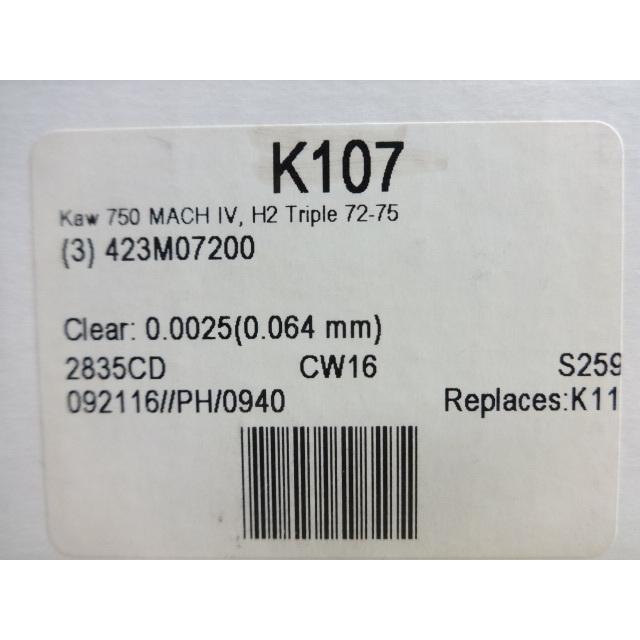 K107
Kaw 750 MACH IV, H2 Triple 72-75
(3) 423M07200
Clear: 0.0025(0.064 mm)
2835CD CW16 S259
092116//PH/0940 Replaces:K11